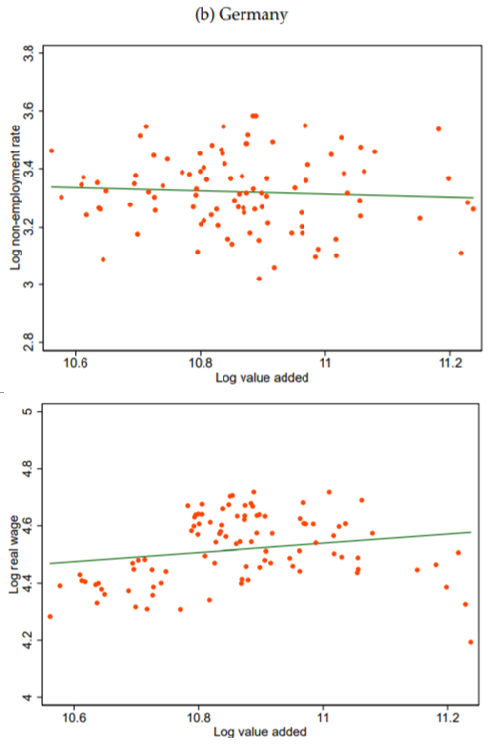 (b) Germany
3.8
3.6
3.4
3.2
3
2.8
Log non-employment rate
10.6 10.8 11 11.2
Log value added
5
4.8
4.6
4.4
4.2
4
Log real wage
10.6 10.8 11 11.2
Log value added